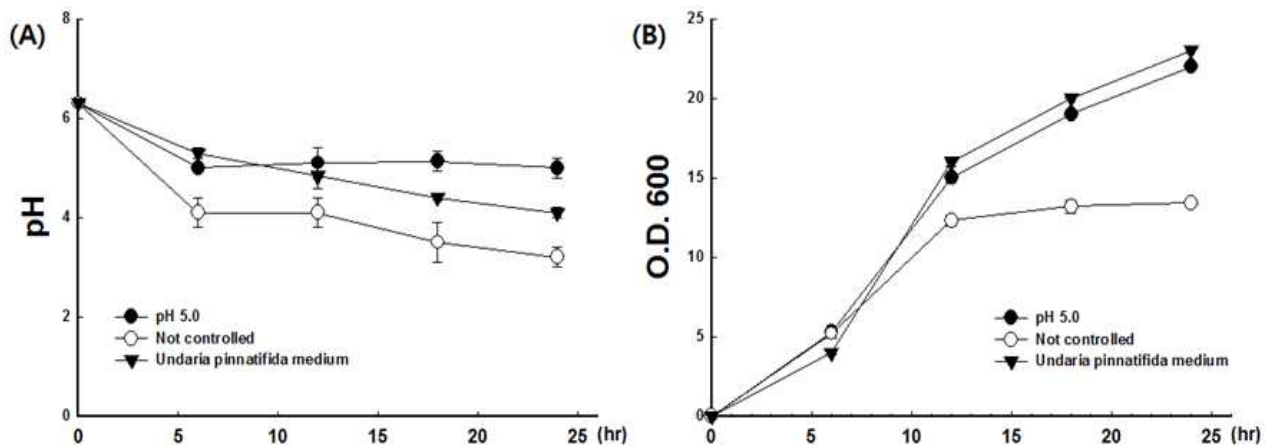 (A)
8
6
4
2
0
pH
pH 5.0
Not controlled
Undaria pinnatifida medium
0 5 10 15 20 25 (hr)
(B)
25
20
15
10
5
0
O.D. 600
pH 5.0
Not controlled
Undaria pinnatifida medium
0 5 10 15 20 25 (hr)